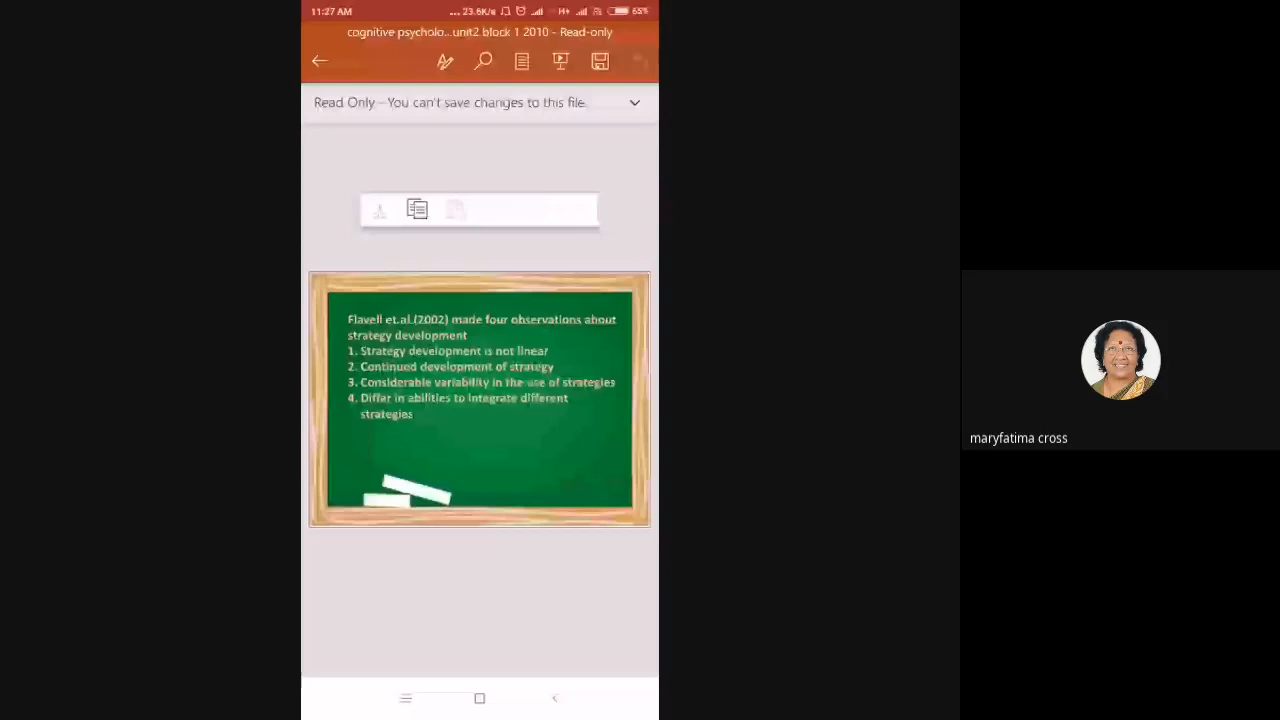 11:27 AM ... 23.6K/s H+ 65%
cognitive psycholo...unit2 block 1 2010 - Read-only
Read Only - You can't save changes to this file.
Flavell et.al.(2002) made four observations about
strategy development
1. Strategy development is not linear
2. Continued development of strategy
3. Considerable variability in the use of strategies
4. Differ in abilities to integrate different
strategies
maryfatima cross